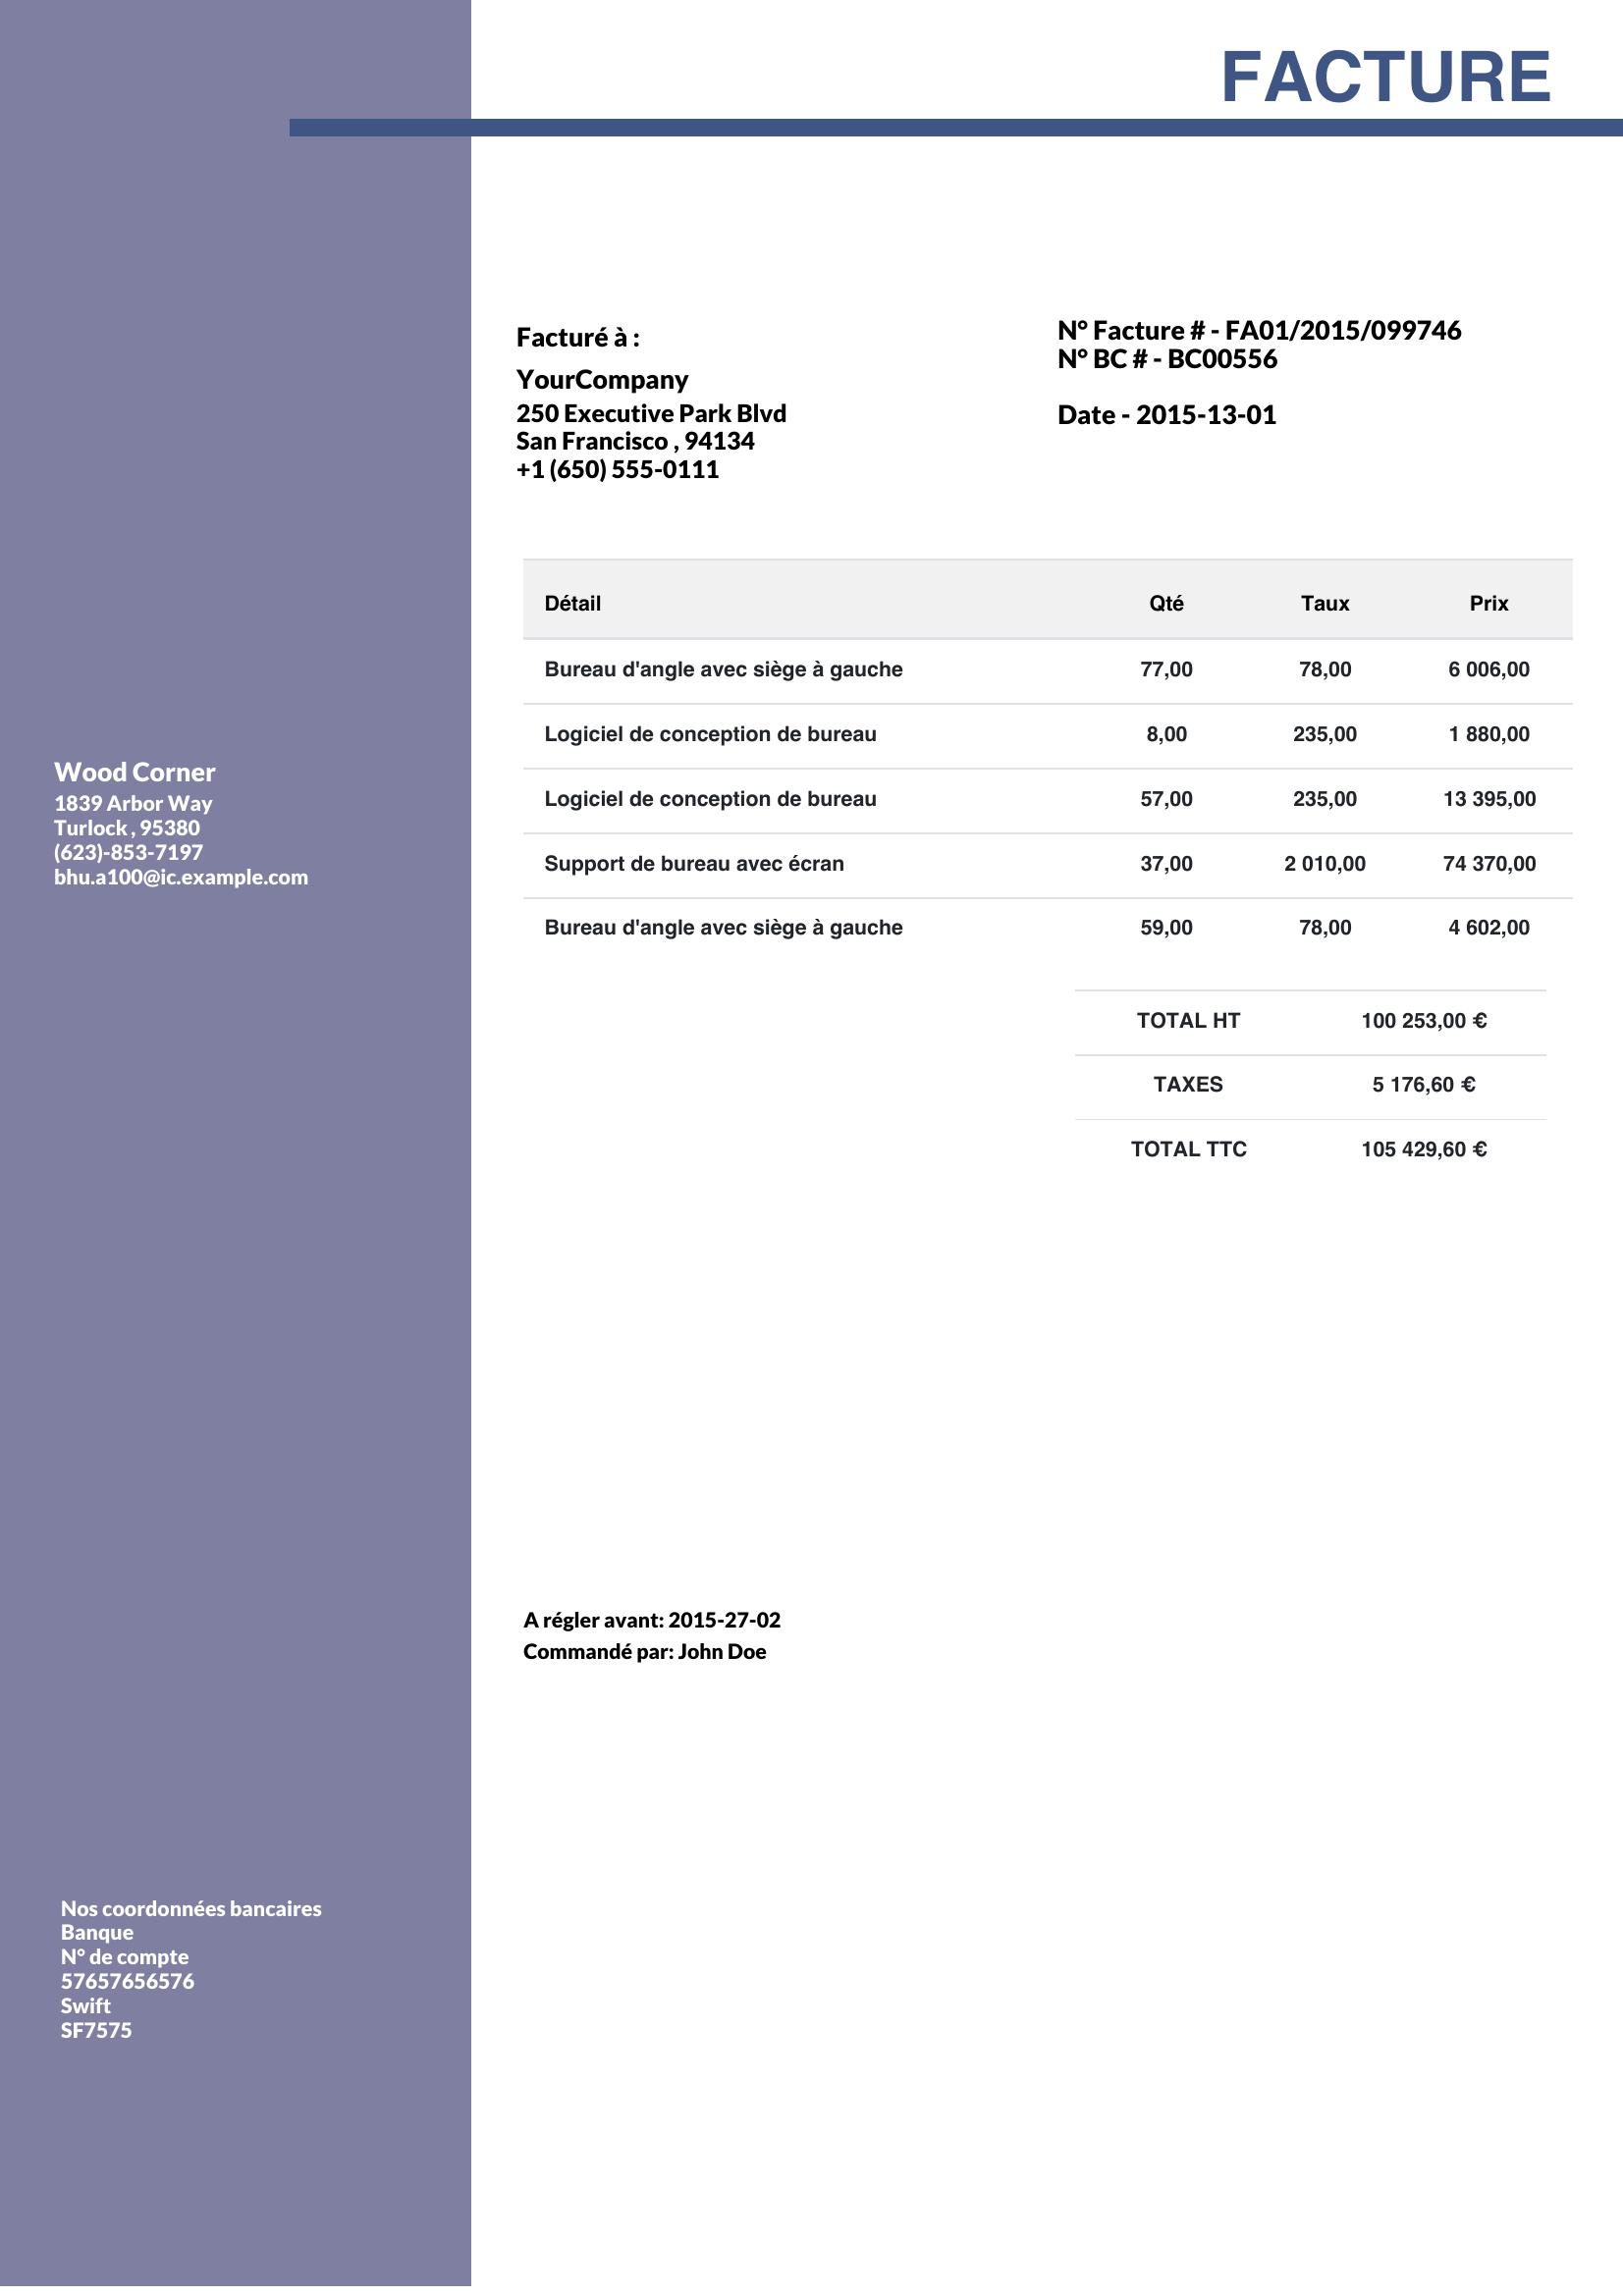 FACTURE
Facturé à :
YourCompany
250 Executive Park Blvd
San Francisco , 94134
+1 (650) 555-0111
N° Facture # - FA01/2015/099746
N° BC # - BC00556
Date - 2015-13-01
Détail Qté Taux Prix
Bureau d'angle avec siège à gauche 77,00 78,00 6 006,00
Logiciel de conception de bureau 8,00 235,00 1 880,00
Logiciel de conception de bureau 57,00 235,00 13 395,00
Support de bureau avec écran 37,00 2 010,00 74 370,00
Bureau d'angle avec siège à gauche 59,00 78,00 4 602,00
TOTAL HT 100 253,00 €
TAXES 5 176,60 €
TOTAL TTC 105 429,60 €
Wood Corner
1839 Arbor Way
Turlock , 95380
(623)-853-7197
bhu.a100@ic.example.com
A régler avant: 2015-27-02
Commandé par: John Doe
Nos coordonnées bancaires
Banque
N° de compte
57657656576
Swift
SF7575